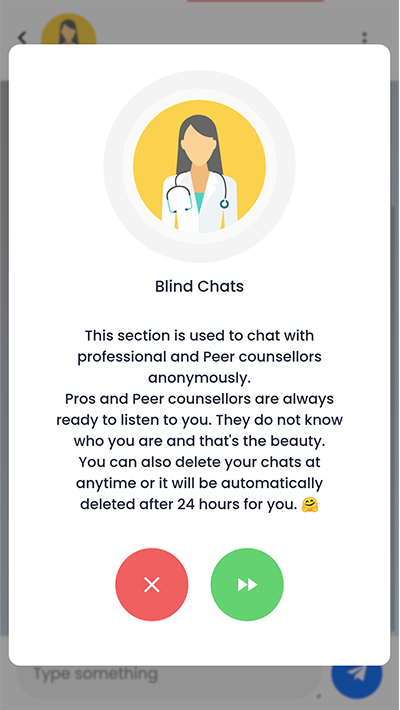 Blind Chats
This section is used to chat with
professional and Peer counsellors
anonymously.
Pros and Peer counsellors are always
ready to listen to you. They do not know
who you are and that's the beauty.
You can also delete your chats at
anytime or it will be automatically
deleted after 24 hours for you. 🤗
Type something